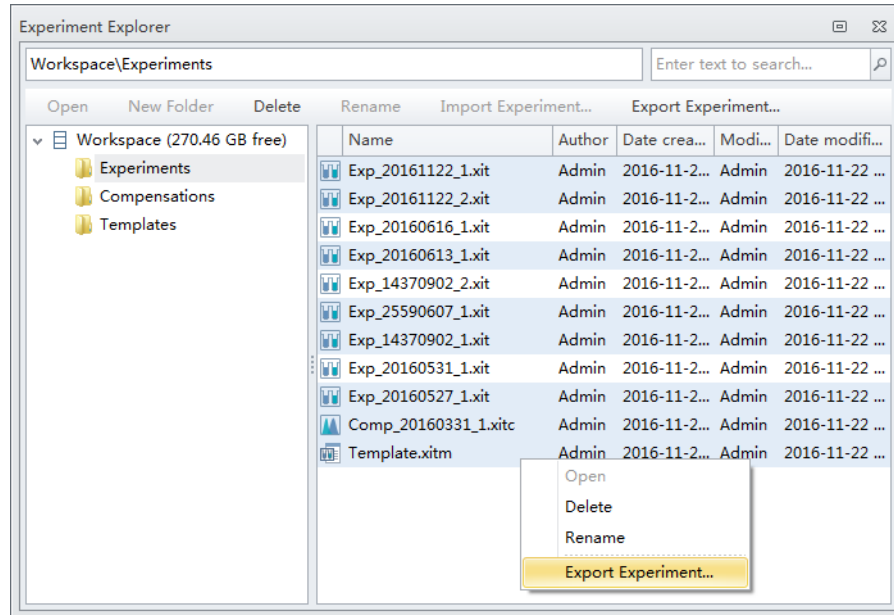 Experiment Explorer
Workspace\Experiments Enter text to search...
Open New Folder Delete Rename Import Experiment... Export Experiment...
Workspace (270.46 GB free)
Experiments
Compensations
Templates
Name Author Date crea... Modi... Date modifi...
Exp_20161122_1.xit Admin 2016-11-2... Admin 2016-11-22 ...
Exp_20161122_2.xit Admin 2016-11-2... Admin 2016-11-22 ...
Exp_20160616_1.xit Admin 2016-11-2... Admin 2016-11-22 ...
Exp_20160613_1.xit Admin 2016-11-2... Admin 2016-11-22 ...
Exp_14370902_2.xit Admin 2016-11-2... Admin 2016-11-22 ...
Exp_25590607_1.xit Admin 2016-11-2... Admin 2016-11-22 ...
Exp_14370902_1.xit Admin 2016-11-2... Admin 2016-11-22 ...
Exp_20160531_1.xit Admin 2016-11-2... Admin 2016-11-22 ...
Exp_20160527_1.xit Admin 2016-11-2... Admin 2016-11-22 ...
Comp_20160331_1.xitc Admin 2016-11-2... Admin 2016-11-22 ...
Template.xitm Admin 2016-11-2... Admin 2016-11-22 ...
Open
Delete
Rename
Export Experiment...